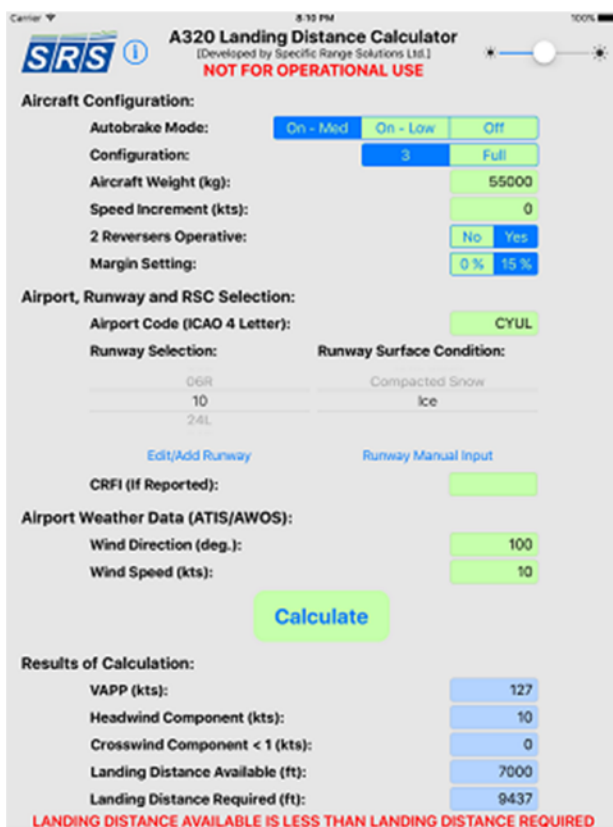 Carrier 8:10 PM 100%
SRS i A320 Landing Distance Calculator
[Developed by Specific Range Solutions Ltd.]
NOT FOR OPERATIONAL USE
Aircraft Configuration:
Autobrake Mode: On - Med On - Low Off
Configuration: 3 Full
Aircraft Weight (kg): 55000
Speed Increment (kts): 0
2 Reversers Operative: No Yes
Margin Setting: 0 % 15 %
Airport, Runway and RSC Selection:
Airport Code (ICAO 4 Letter): CYUL
Runway Selection: Runway Surface Condition:
06R Compacted Snow
10 Ice
24L
Edit/Add Runway Runway Manual Input
CRFI (If Reported):
Airport Weather Data (ATIS/AWOS):
Wind Direction (deg.): 100
Wind Speed (kts): 10
Calculate
Results of Calculation:
VAPP (kts): 127
Headwind Component (kts): 10
Crosswind Component < 1 (kts): 0
Landing Distance Available (ft): 7000
Landing Distance Required (ft): 9437
LANDING DISTANCE AVAILABLE IS LESS THAN LANDING DISTANCE REQUIRED